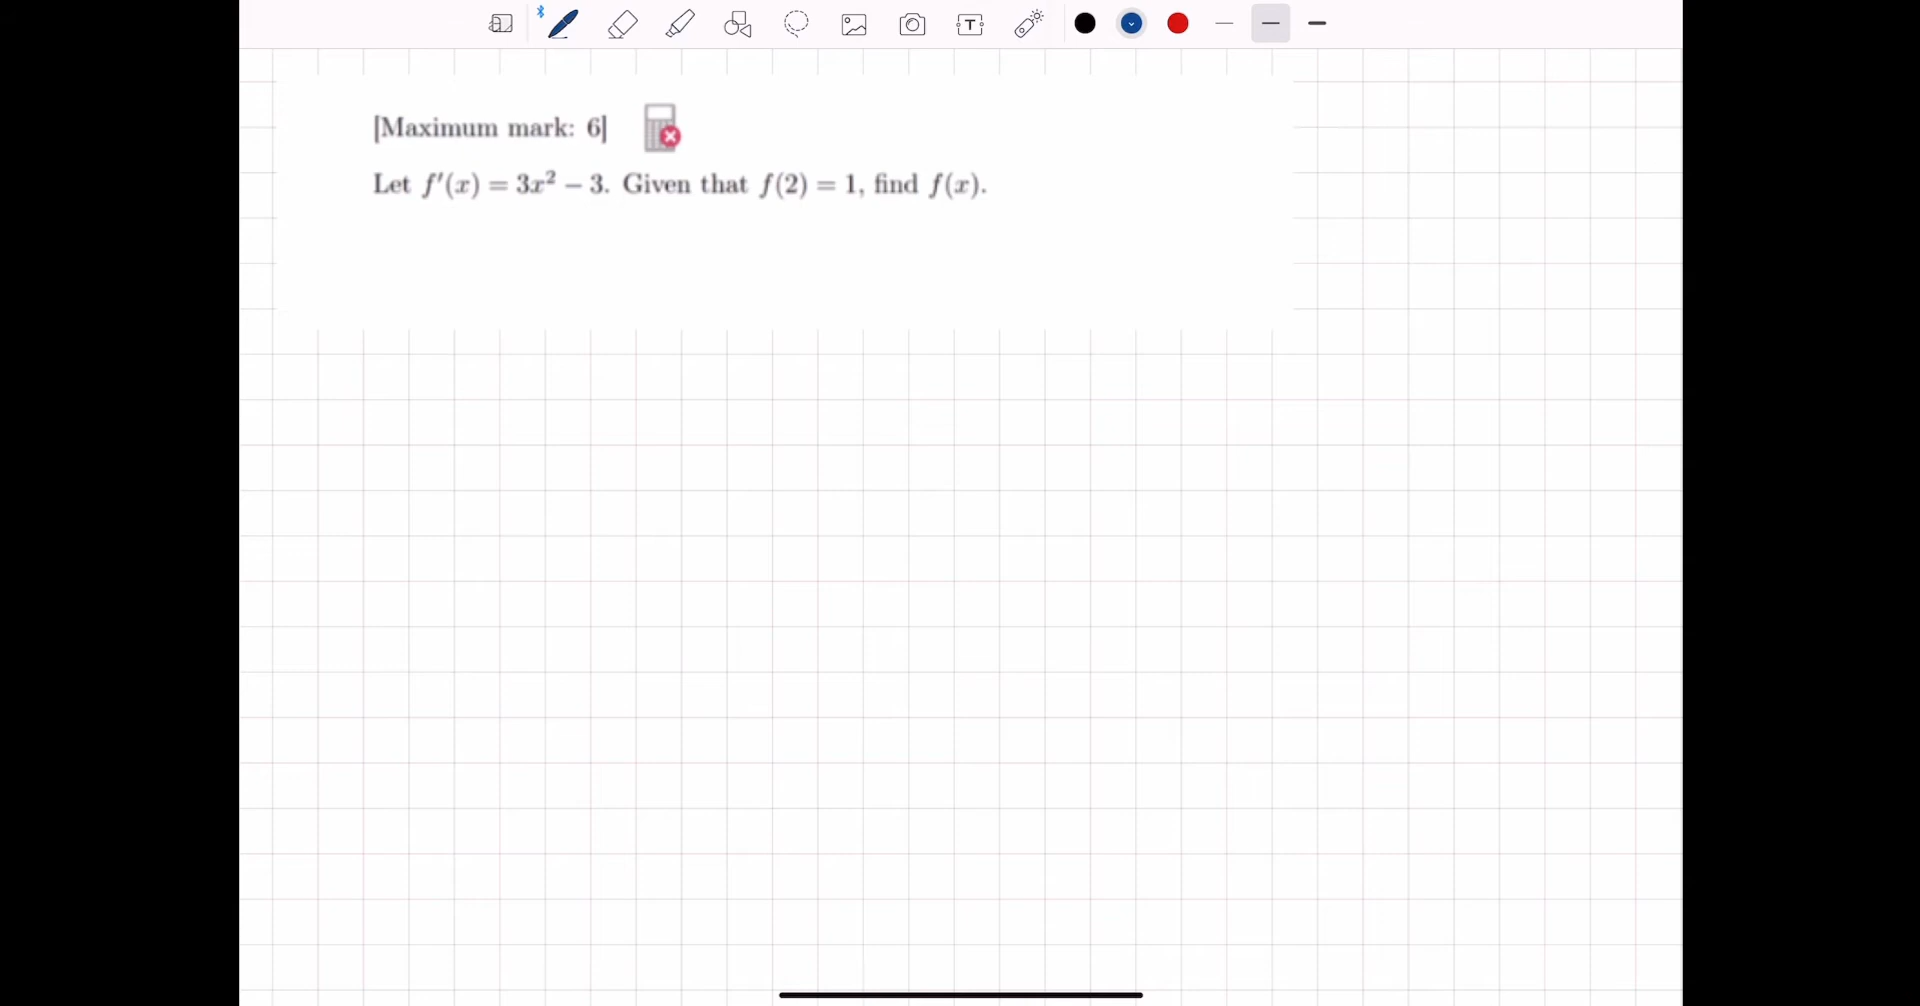 [Maximum mark: 6]
Let f′(x) = 3x² − 3. Given that f(2) = 1, find f(x).